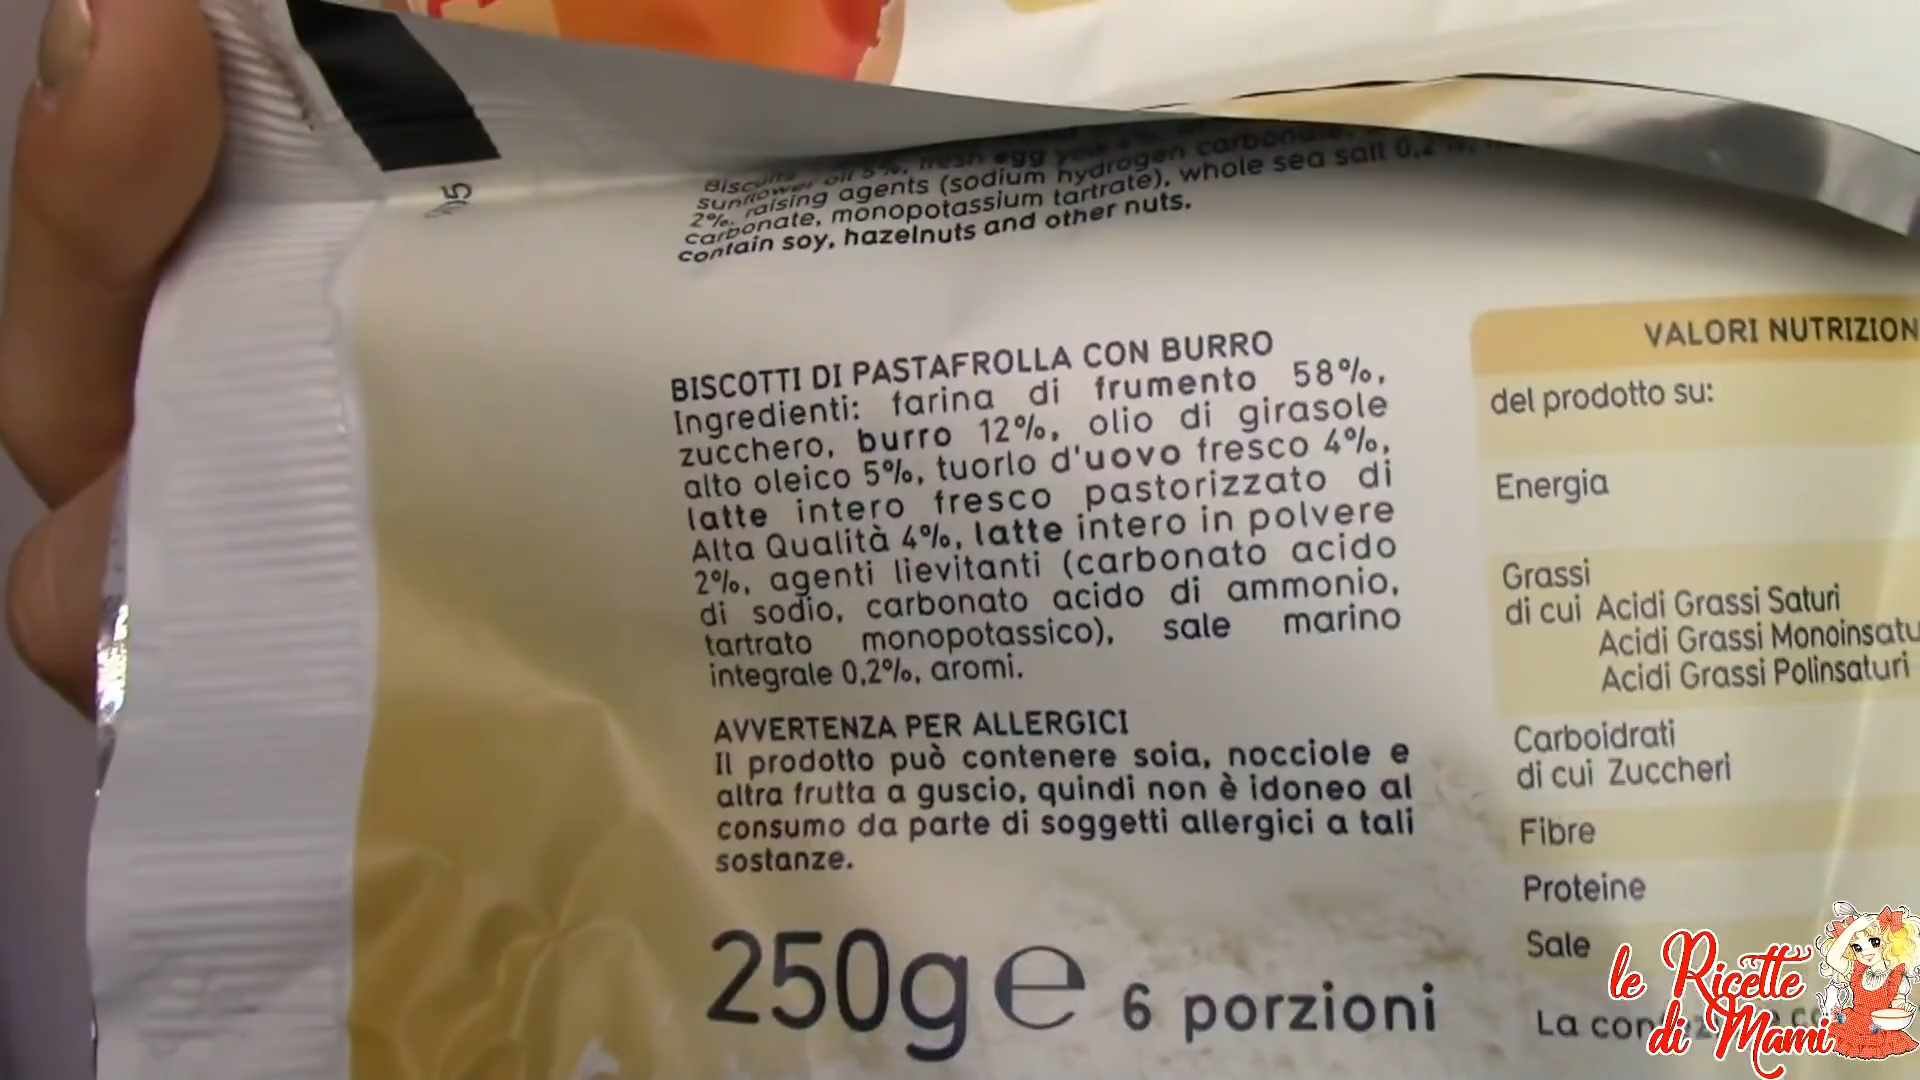 05
sunflower oil 5%, fresh egg
2%, raising agents (sodium hydrogen carbonate,
carbonate, monopotassium tartrate), whole sea salt 0,2%,
contain soy, hazelnuts and other nuts.
BISCOTTI DI PASTAFROLLA CON BURRO
Ingredienti: farina di frumento 58%,
zucchero, burro 12%, olio di girasole
alto oleico 5%, tuorlo d'uovo fresco 4%,
latte intero fresco pastorizzato di
Alta Qualità 4%, latte intero in polvere
2%, agenti lievitanti (carbonato acido
di sodio, carbonato acido di ammonio,
tartrato monopotassico), sale marino
integrale 0,2%, aromi.
AVVERTENZA PER ALLERGICI
Il prodotto può contenere soia, nocciole e
altra frutta a guscio, quindi non è idoneo al
consumo da parte di soggetti allergici a tali
sostanze.
250g e 6 porzioni
VALORI NUTRIZION
del prodotto su:
Energia
Grassi
di cui Acidi Grassi Saturi
Acidi Grassi Monoinsatu
Acidi Grassi Polinsaturi
Carboidrati
di cui Zuccheri
Fibre
Proteine
Sale
La con
le Ricette
di Mami